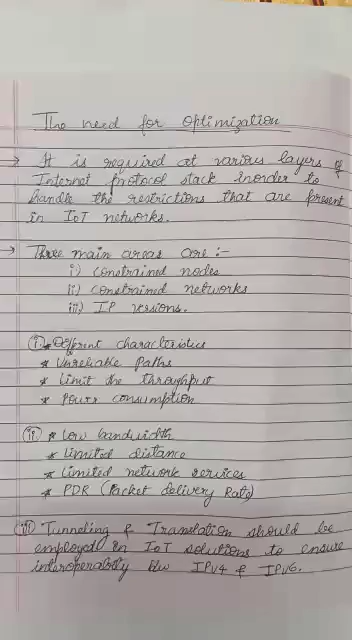 The need for optimization
→ It is required at various layers of
Internet protocol stack inorder to
handle the restrictions that are present
in IoT networks.
→ Three main areas are :-
i) constrained nodes
ii) constrained networks
iii) IP versions.
(i) * Different characteristics
* Unreliable Paths
* Limit the throughput
* Power consumption
(ii) * Low bandwidth
* Limited distance
* Limited network services
* PDR (Packet delivery Rate)
(iii) Tunneling & Translation should be
employed in IoT solutions to ensure
interoperability b/w IPv4 & IPv6.